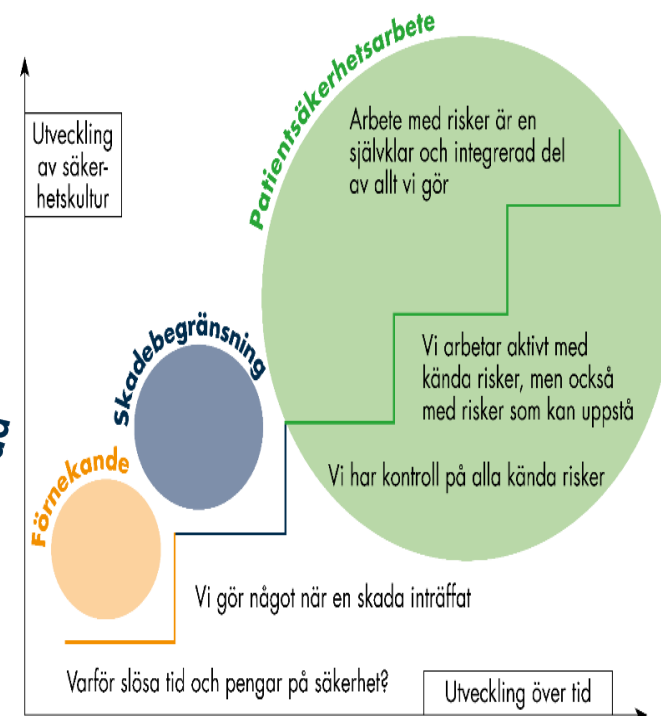 Utveckling
av säker-
hetskultur
Patientsäkerhetsarbete
Arbete med risker är en
självklar och integrerad del
av allt vi gör
Skadebegränsning
Vi arbetar aktivt med
kända risker, men också
med risker som kan uppstå
Förnekande
Vi har kontroll på alla kända risker
Vi gör något när en skada inträffat
Varför slösa tid och pengar på säkerhet?
Utveckling över tid